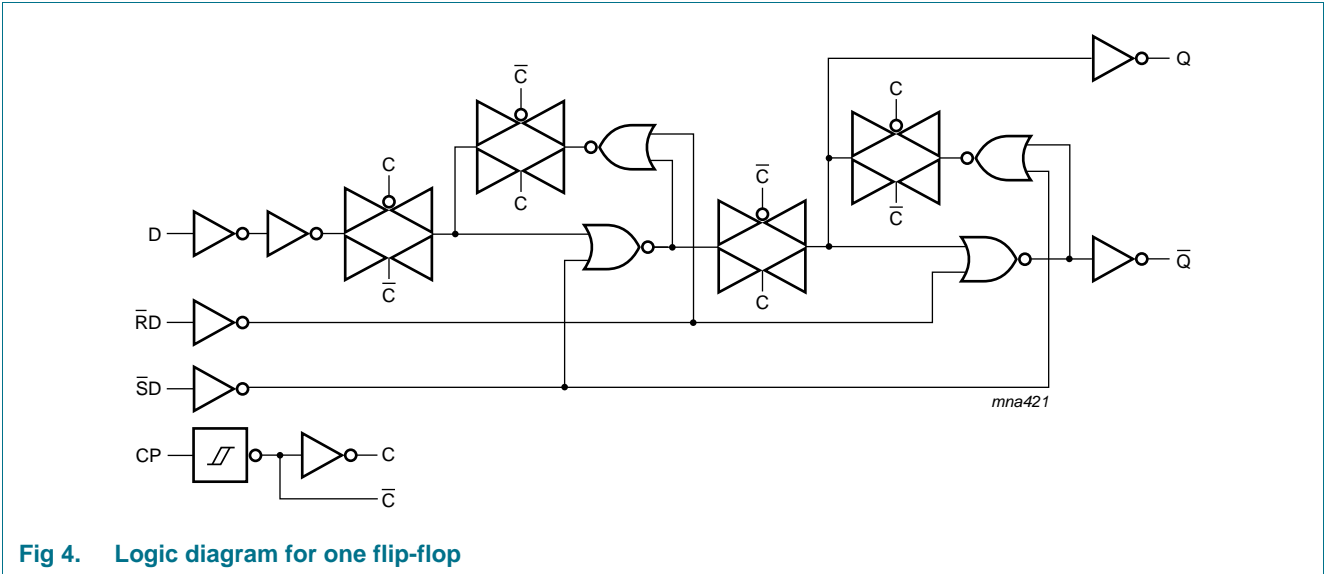 C̅
Q
C
C
C̅
C
C
C̅
D
C̅
C
Q̅
R̅D
S̅D
mna421
CP
C
C̅
Fig 4. Logic diagram for one flip-flop